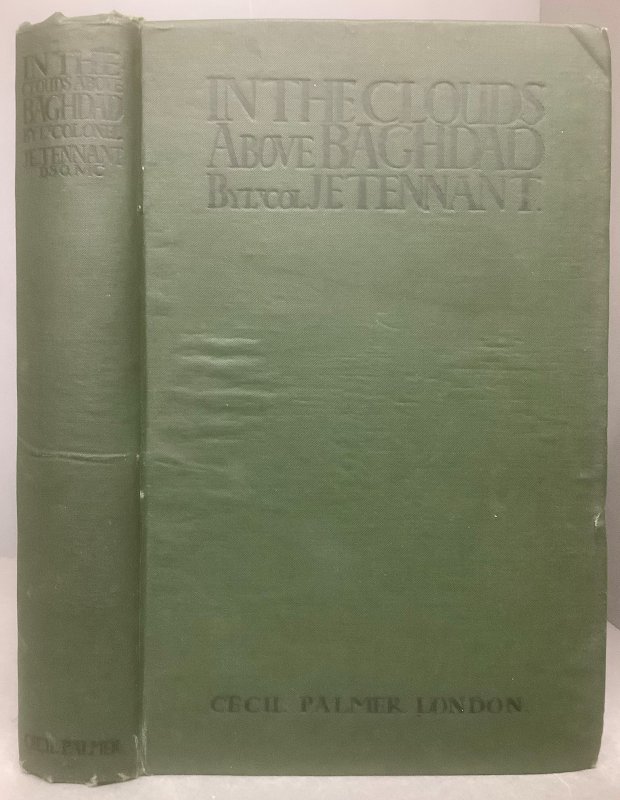 IN THE
CLOUDS ABOVE
BAGHDAD
BY LT COLONEL
J.E. TENNANT
D.S.O. M.C
CECIL PALMER
IN THE CLOUDS
ABOVE BAGHDAD
BY LT COL J E TENNANT.
CECIL PALMER LONDON